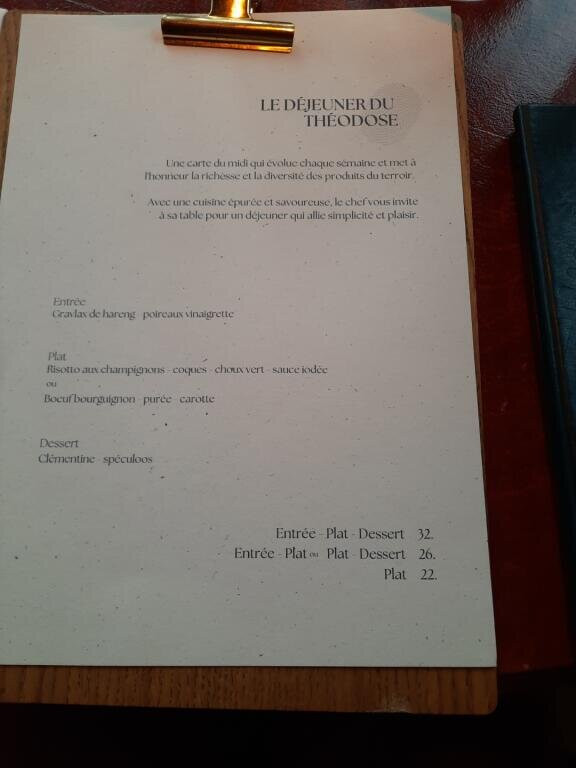 LE DÉJEUNER DU
THÉODOSE
Une carte du midi qui évolue chaque semaine et met à
l'honneur la richesse et la diversité des produits du terroir.
Avec une cuisine épurée et savoureuse, le chef vous invite
à sa table pour un déjeuner qui allie simplicité et plaisir.
Entrée
Gravlax de hareng - poireaux vinaigrette
Plat
Risotto aux champignons - coques - choux vert - sauce iodée
ou
Boeuf bourguignon - purée - carotte
Dessert
Clémentine - spéculoos
Entrée - Plat - Dessert 32.
Entrée - Plat ou Plat - Dessert 26.
Plat 22.